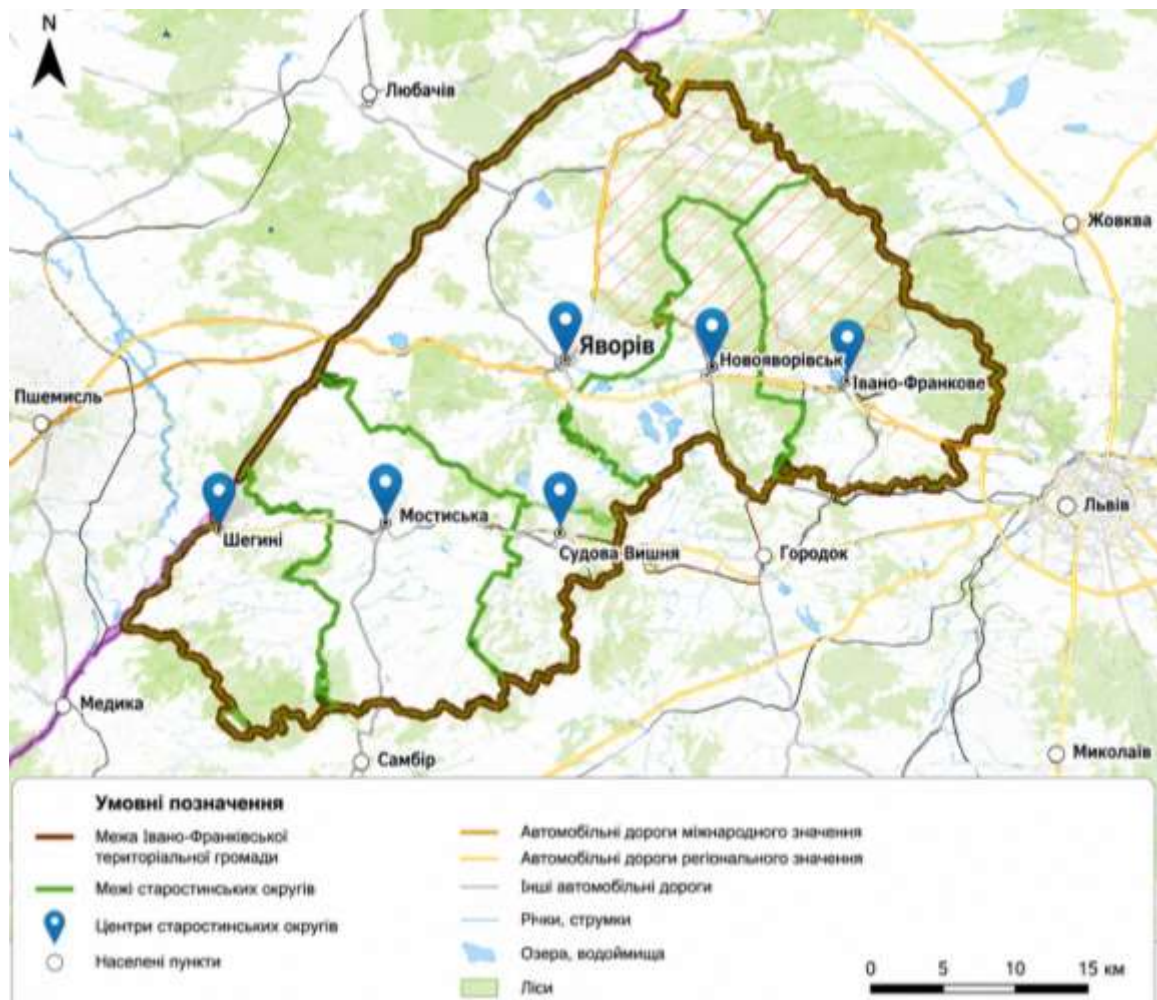 N
Любачів
Жовква
Яворів
Новояворівськ
Івано-Франкове
Пшемисль
Мостиська
Шегині
Судова Вишня
Городок
Львів
Медика
Самбір
Миколаїв
Умовні позначення
Межа Івано-Франківської
територіальної громади
Межі старостинських округів
Центри старостинських округів
Населені пункти
Автомобільні дороги міжнародного значення
Автомобільні дороги регіонального значення
Інші автомобільні дороги
Річки, струмки
Озера, водоймища
Ліси
0 5 10 15 км